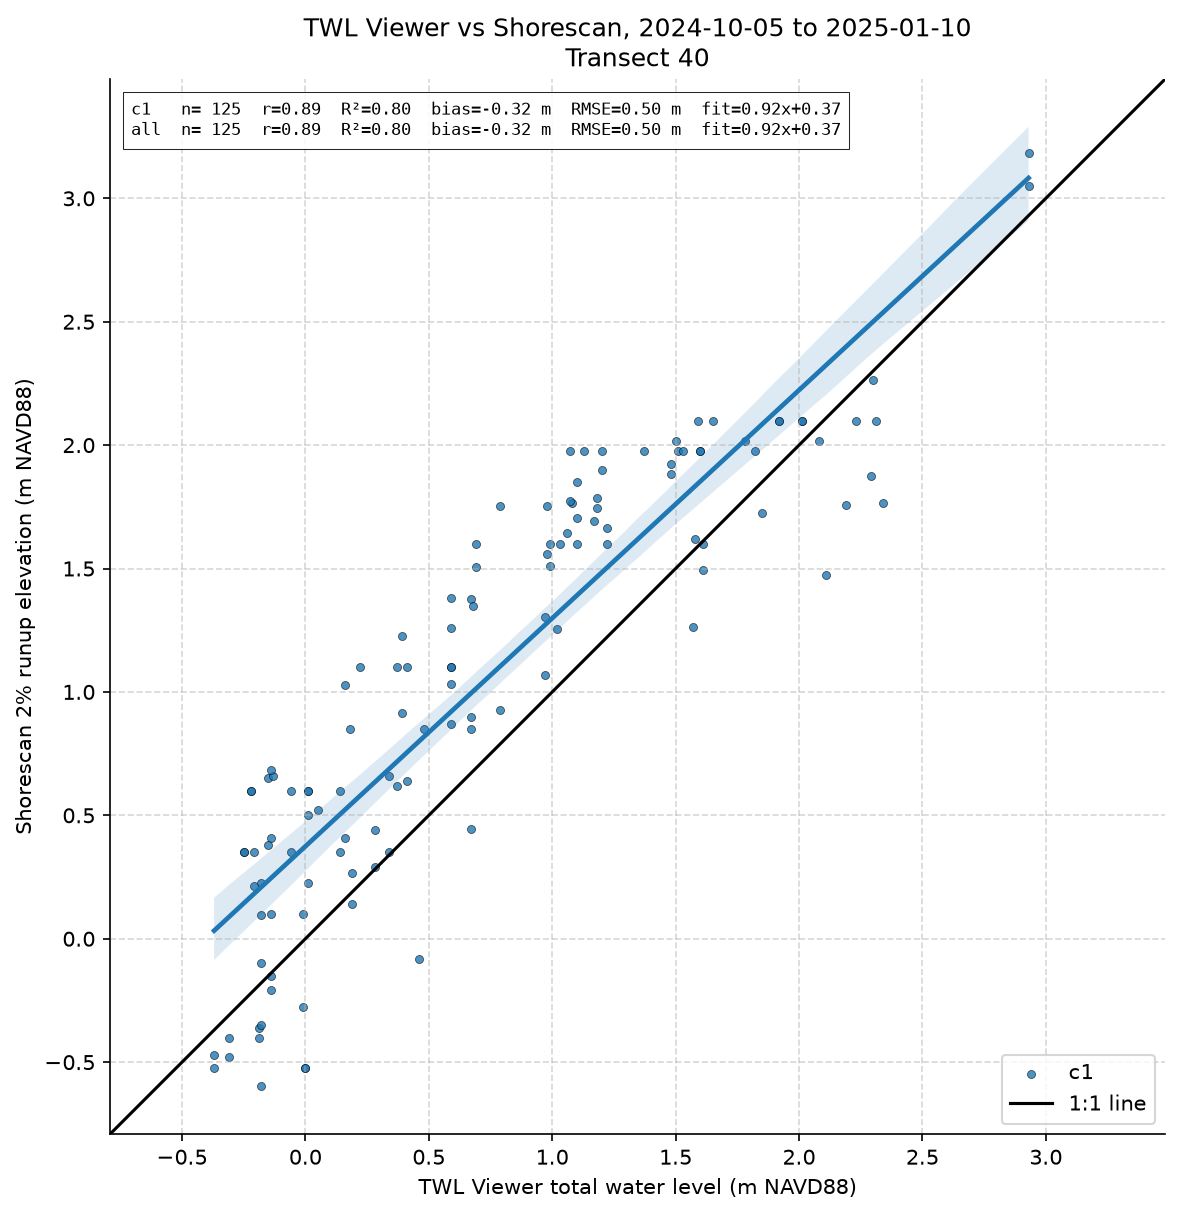 TWL Viewer vs Shorescan, 2024-10-05 to 2025-01-10
Transect 40
c1   n= 125  r=0.89  R²=0.80  bias=-0.32 m  RMSE=0.50 m  fit=0.92x+0.37
all  n= 125  r=0.89  R²=0.80  bias=-0.32 m  RMSE=0.50 m  fit=0.92x+0.37
Shorescan 2% runup elevation (m NAVD88)
3.0
2.5
2.0
1.5
1.0
0.5
0.0
−0.5
c1
1:1 line
−0.5 0.0 0.5 1.0 1.5 2.0 2.5 3.0
TWL Viewer total water level (m NAVD88)